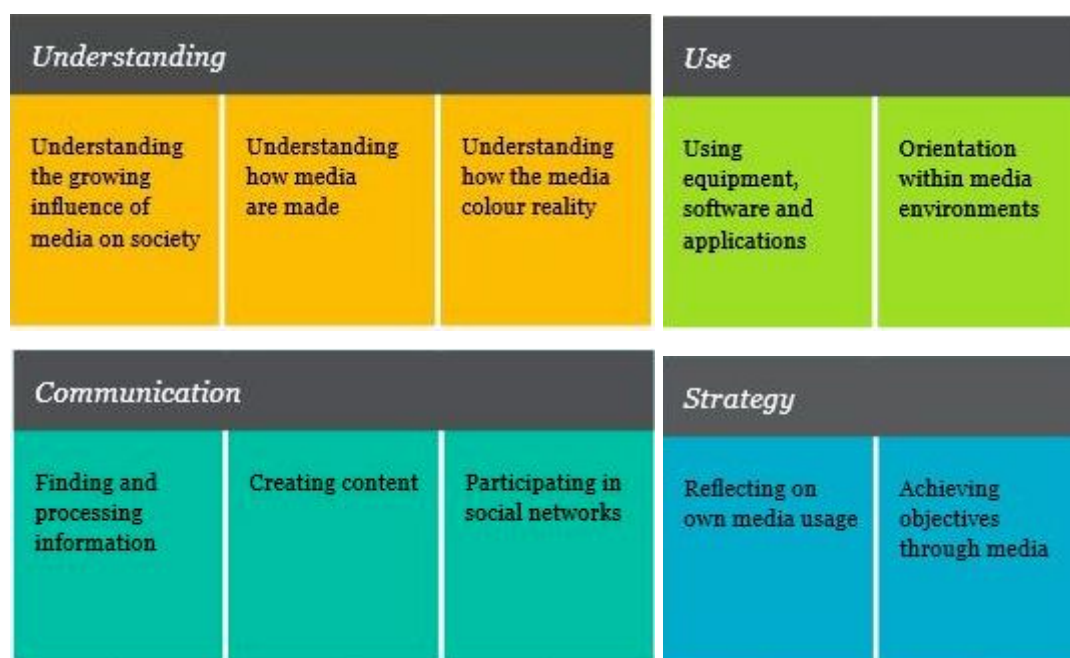 Understanding
Understanding
the growing
influence of
media on society
Understanding
how media
are made
Understanding
how the media
colour reality
Use
Using
equipment,
software and
applications
Orientation
within media
environments
Communication
Finding and
processing
information
Creating content
Participating in
social networks
Strategy
Reflecting on
own media usage
Achieving
objectives
through media